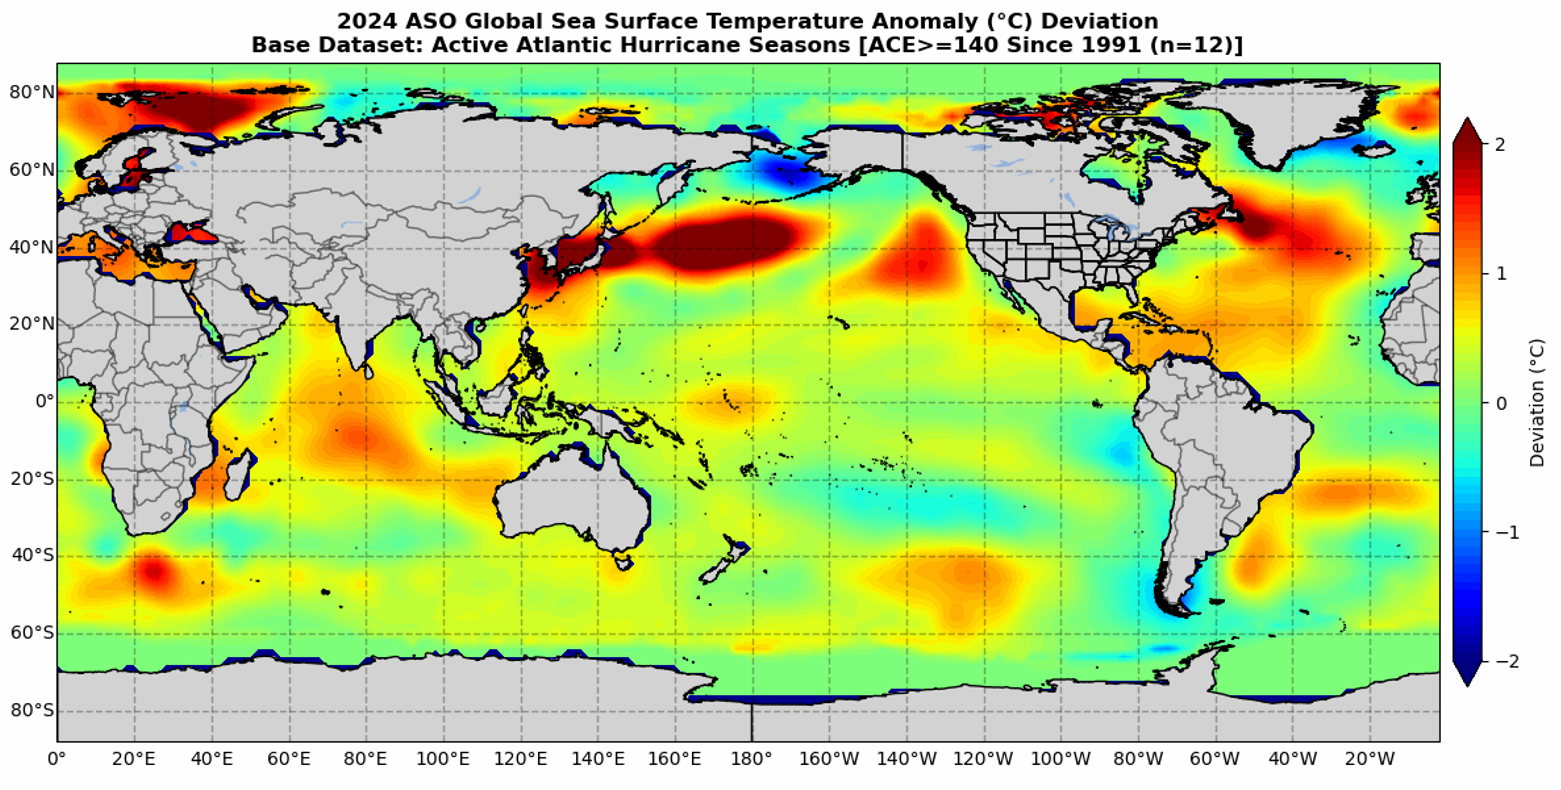 2024 ASO Global Sea Surface Temperature Anomaly (°C) Deviation
Base Dataset: Active Atlantic Hurricane Seasons [ACE>=140 Since 1991 (n=12)]
80°N
60°N
40°N
20°N
0°
20°S
40°S
60°S
80°S
0° 20°E 40°E 60°E 80°E 100°E 120°E 140°E 160°E 180° 160°W 140°W 120°W 100°W 80°W 60°W 40°W 20°W
2
1
0
−1
−2
Deviation (°C)